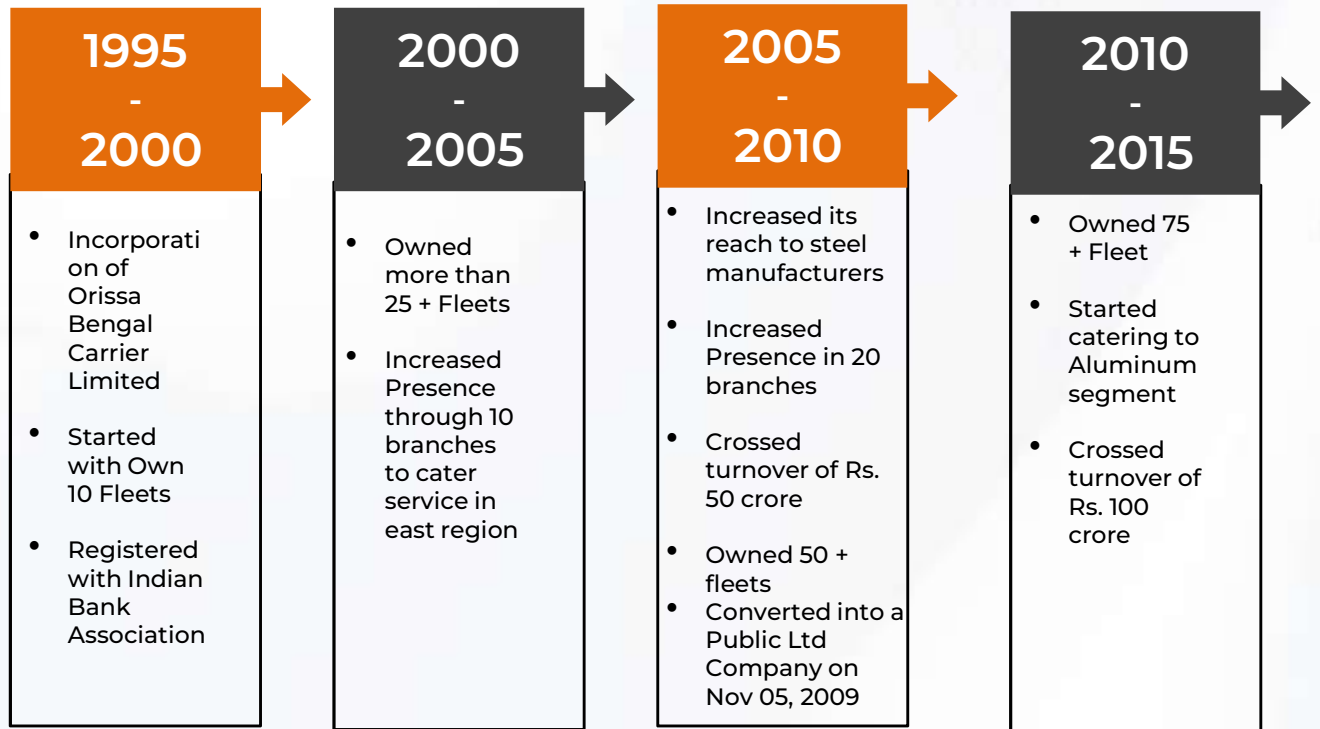 1995
-
2000
• Incorporati
on of
Orissa
Bengal
Carrier
Limited
• Started
with Own
10 Fleets
• Registered
with Indian
Bank
Association
2000
-
2005
• Owned
more than
25 + Fleets
• Increased
Presence
through 10
branches
to cater
service in
east region
2005
-
2010
• Increased its
reach to steel
manufacturers
• Increased
Presence in 20
branches
• Crossed
turnover of Rs.
50 crore
• Owned 50 +
fleets
• Converted into a
Public Ltd
Company on
Nov 05, 2009
2010
-
2015
• Owned 75
+ Fleet
• Started
catering to
Aluminum
segment
• Crossed
turnover of
Rs. 100
crore